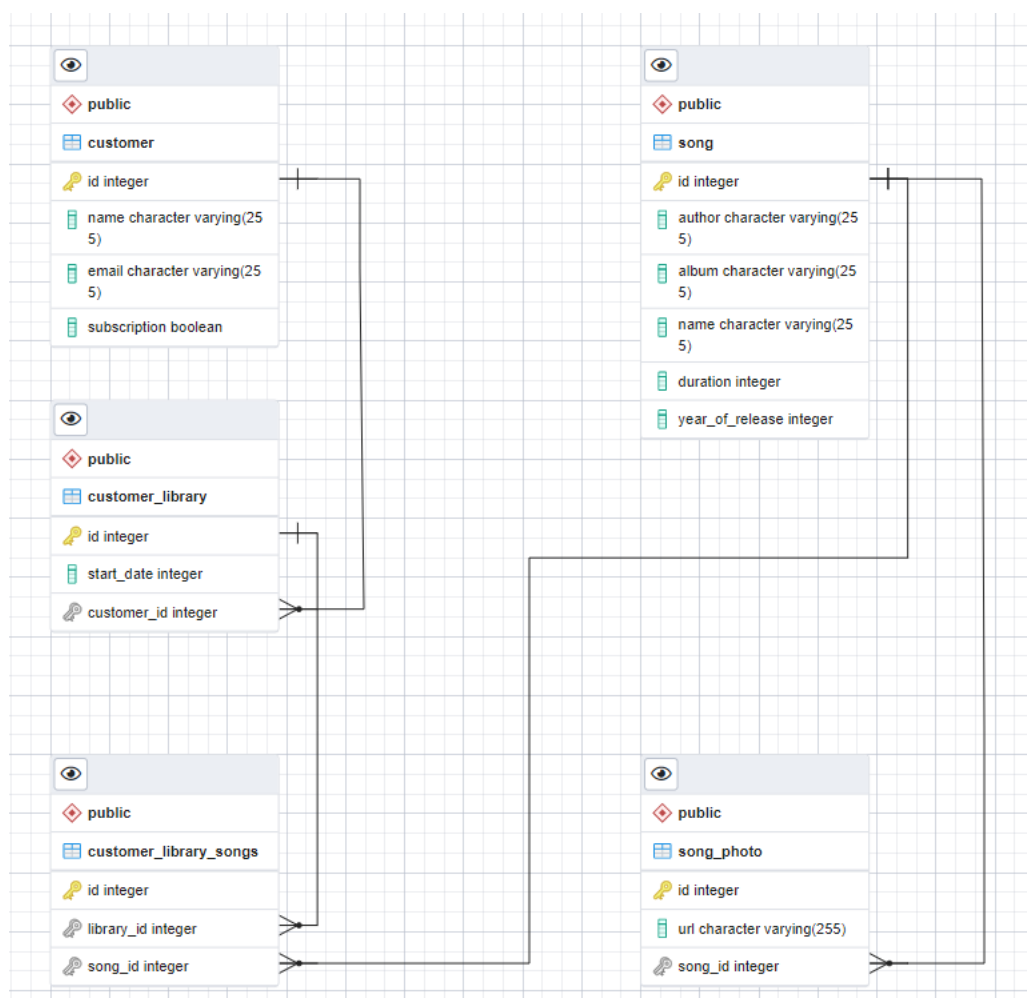 public
customer
id integer
name character varying(25
5)
email character varying(25
5)
subscription boolean
public
song
id integer
author character varying(25
5)
album character varying(25
5)
name character varying(25
5)
duration integer
year_of_release integer
public
customer_library
id integer
start_date integer
customer_id integer
public
customer_library_songs
id integer
library_id integer
song_id integer
public
song_photo
id integer
url character varying(255)
song_id integer